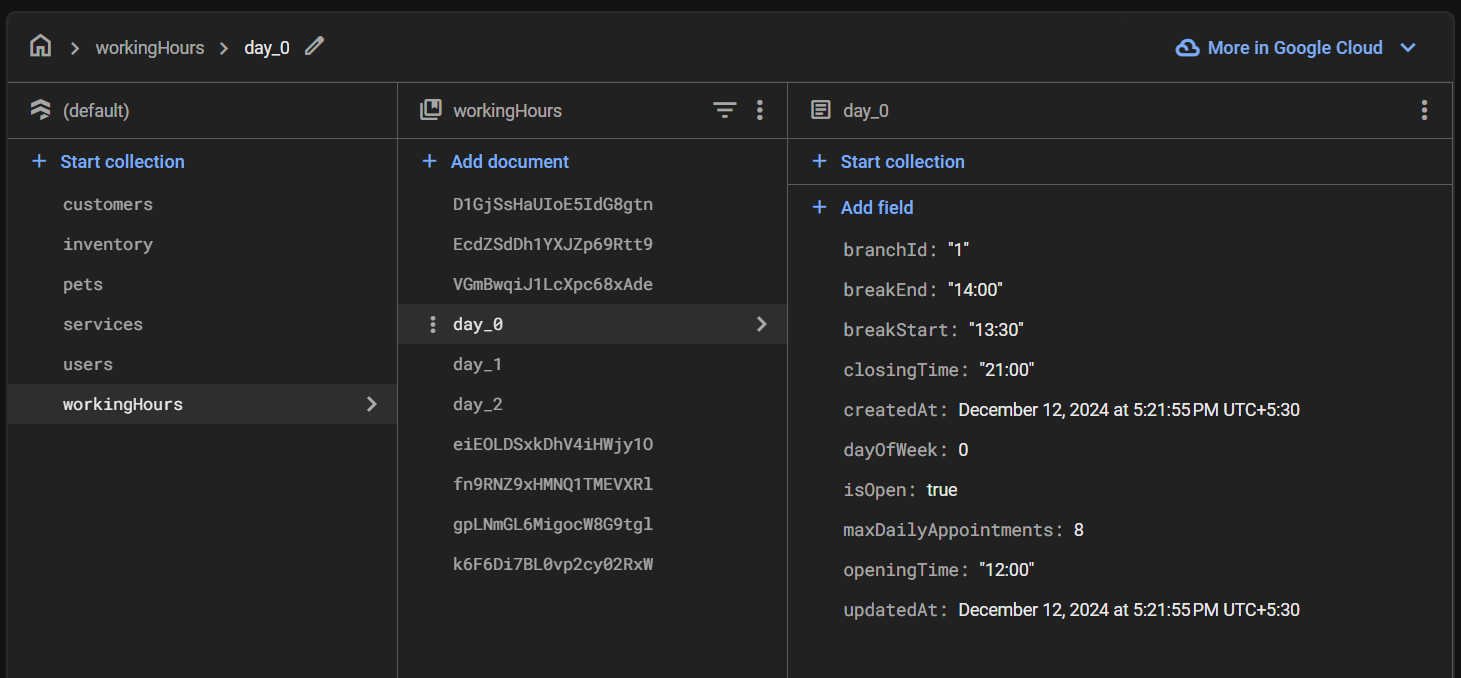 workingHours
day_0
More in Google Cloud
(default)
Start collection
customers
inventory
pets
services
users
workingHours
workingHours
Add document
D1GjSsHaUIoE5IdG8gtn
EcdZSdDh1YXJZp69Rtt9
VGmBwqiJ1LcXpc68xAde
day_0
day_1
day_2
eiEOLDSxkDhV4iHWjy1O
fn9RNZ9xHMNQ1TMEVXRl
gpLNmGL6MigocW8G9tgl
k6F6Di7BL0vp2cy02RxW
day_0
Start collection
Add field
branchId: "1"
breakEnd: "14:00"
breakStart: "13:30"
closingTime: "21:00"
createdAt: December 12, 2024 at 5:21:55 PM UTC+5:30
dayOfWeek: 0
isOpen: true
maxDailyAppointments: 8
openingTime: "12:00"
updatedAt: December 12, 2024 at 5:21:55 PM UTC+5:30